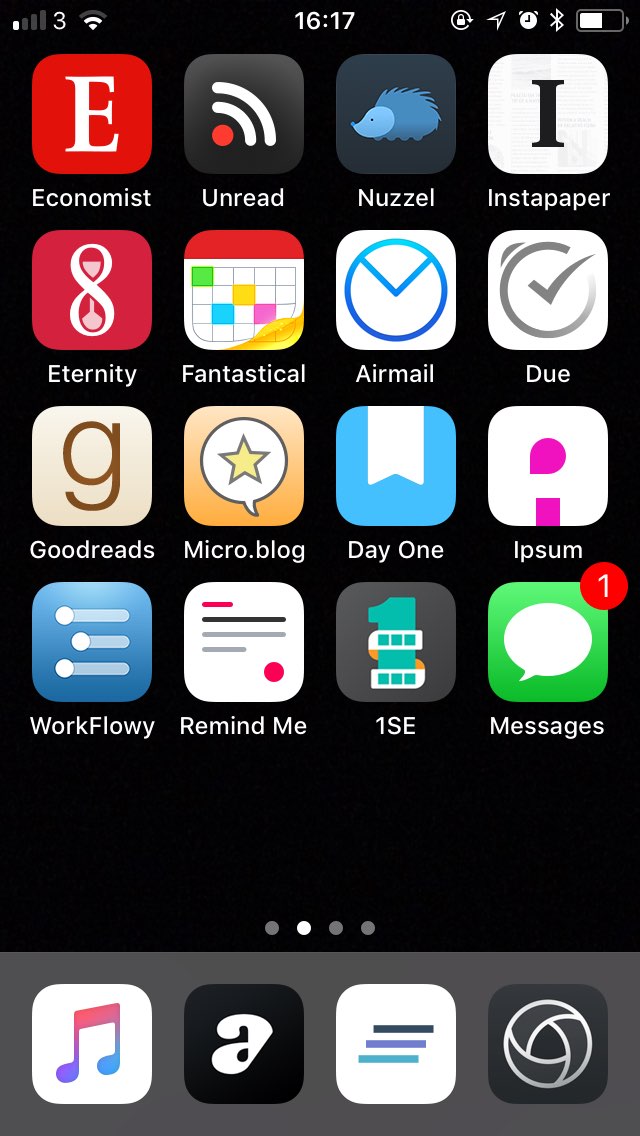 3 16:17
E
I
Economist Unread Nuzzel Instapaper
8
Eternity Fantastical Airmail Due
g
Goodreads Micro.blog Day One Ipsum
1
1
WorkFlowy Remind Me 1SE Messages
a